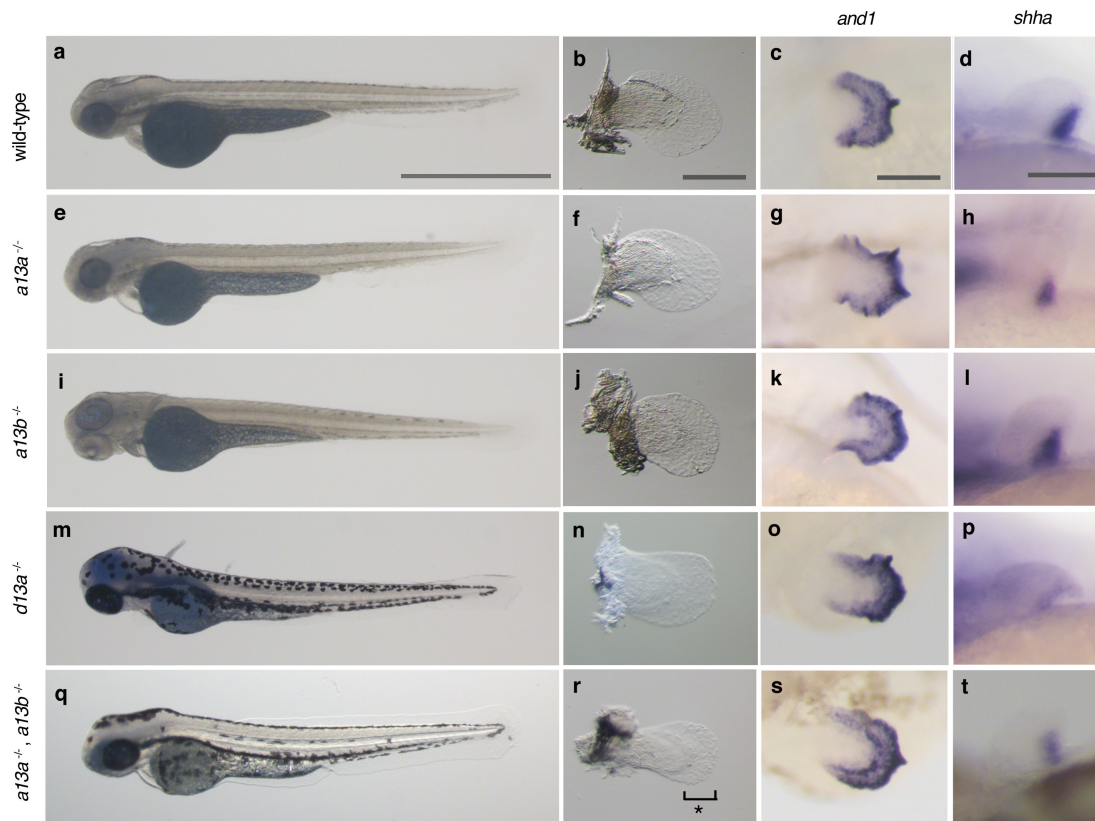 and1 shha
wild-type
a b c d
a13a-/-
e f g h
a13b-/-
i j k l
d13a-/-
m n o p
a13a-/-, a13b-/-
q r s t
*